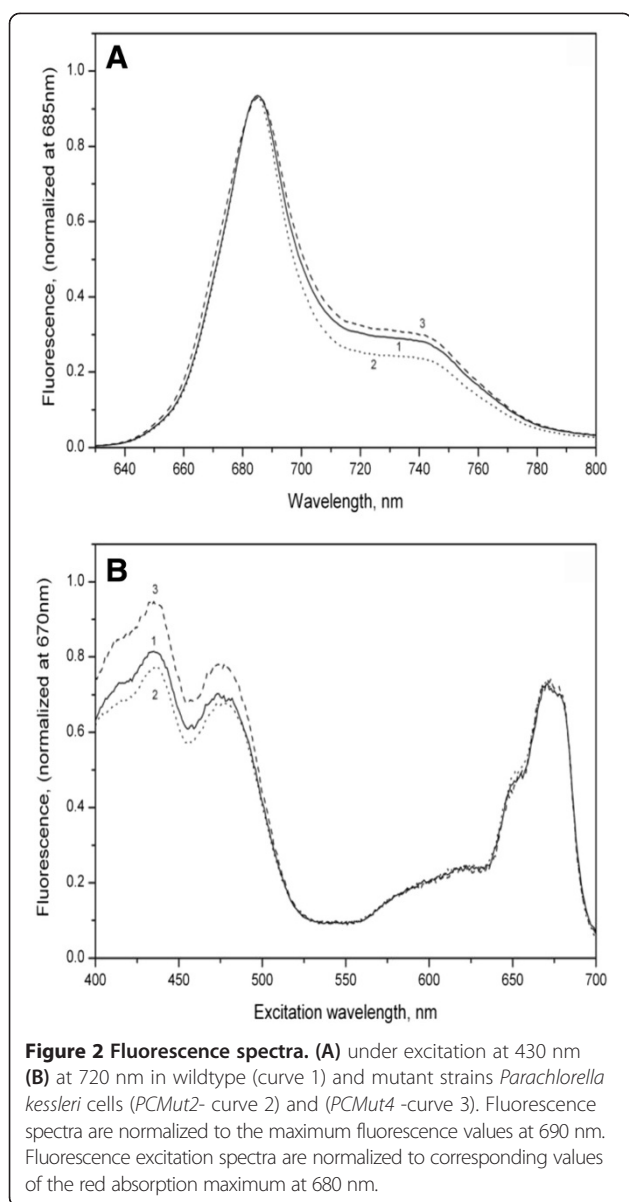 A
Fluorescence, (normalized at 685nm)
1.0
0.8
0.6
0.4
0.2
0.0
3
1
2
640 660 680 700 720 740 760 780 800
Wavelength, nm
B
Fluorescence, (normalized at 670nm)
1.0
0.8
0.6
0.4
0.2
0.0
3
1
2
400 450 500 550 600 650 700
Excitation wavelength, nm
Figure 2 Fluorescence spectra. (A) under excitation at 430 nm
(B) at 720 nm in wildtype (curve 1) and mutant strains Parachlorella
kessleri cells (PCMut2- curve 2) and (PCMut4 -curve 3). Fluorescence
spectra are normalized to the maximum fluorescence values at 690 nm.
Fluorescence excitation spectra are normalized to corresponding values
of the red absorption maximum at 680 nm.